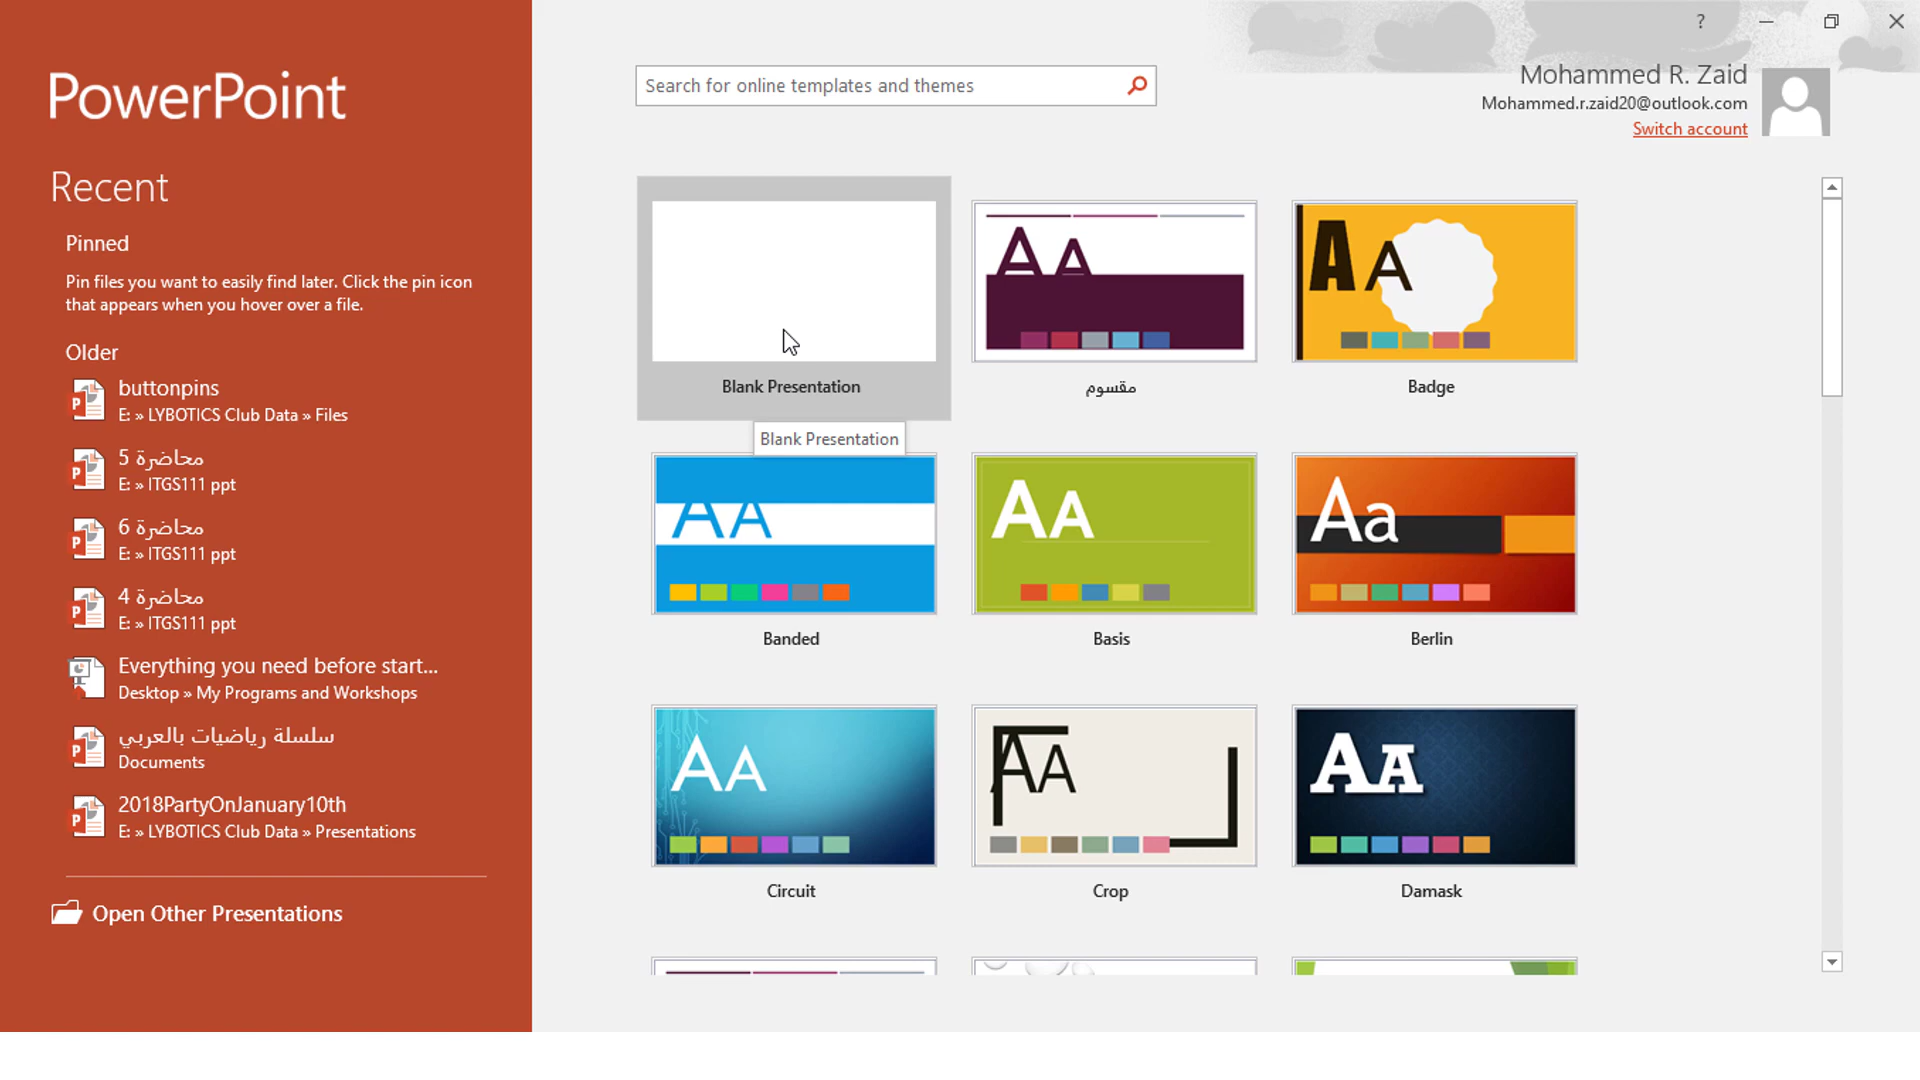 PowerPoint
Recent
Pinned
Pin files you want to easily find later. Click the pin icon
that appears when you hover over a file.
Older
buttonpins
E: » LYBOTICS Club Data » Files
محاضرة 5
E: » ITGS111 ppt
محاضرة 6
E: » ITGS111 ppt
محاضرة 4
E: » ITGS111 ppt
Everything you need before start...
Desktop » My Programs and Workshops
سلسلة رياضيات بالعربي
Documents
2018PartyOnJanuary10th
E: » LYBOTICS Club Data » Presentations
Open Other Presentations
?
Search for online templates and themes
Mohammed R. Zaid
Mohammed.r.zaid20@outlook.com
Switch account
AA
AA
Blank Presentation
مقسوم
Badge
Blank Presentation
AA
AA
Aa
Banded
Basis
Berlin
AA
AA
AA
Circuit
Crop
Damask